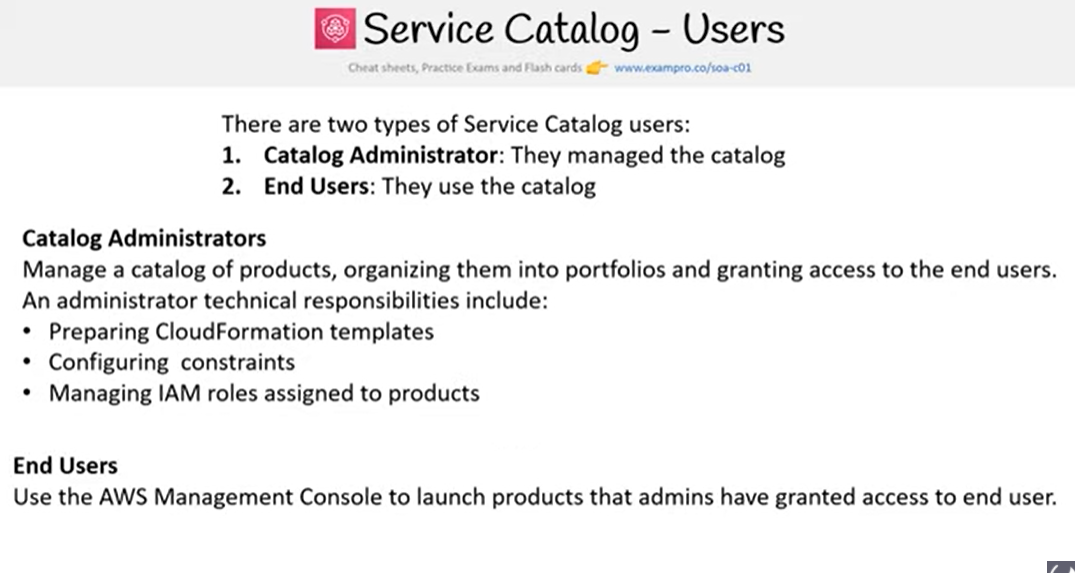 Service Catalog – Users
Cheat sheets, Practice Exams and Flash cards 👉 www.exampro.co/soa-c01
There are two types of Service Catalog users:
1. Catalog Administrator: They managed the catalog
2. End Users: They use the catalog
Catalog Administrators
Manage a catalog of products, organizing them into portfolios and granting access to the end users.
An administrator technical responsibilities include:
• Preparing CloudFormation templates
• Configuring constraints
• Managing IAM roles assigned to products
End Users
Use the AWS Management Console to launch products that admins have granted access to end user.